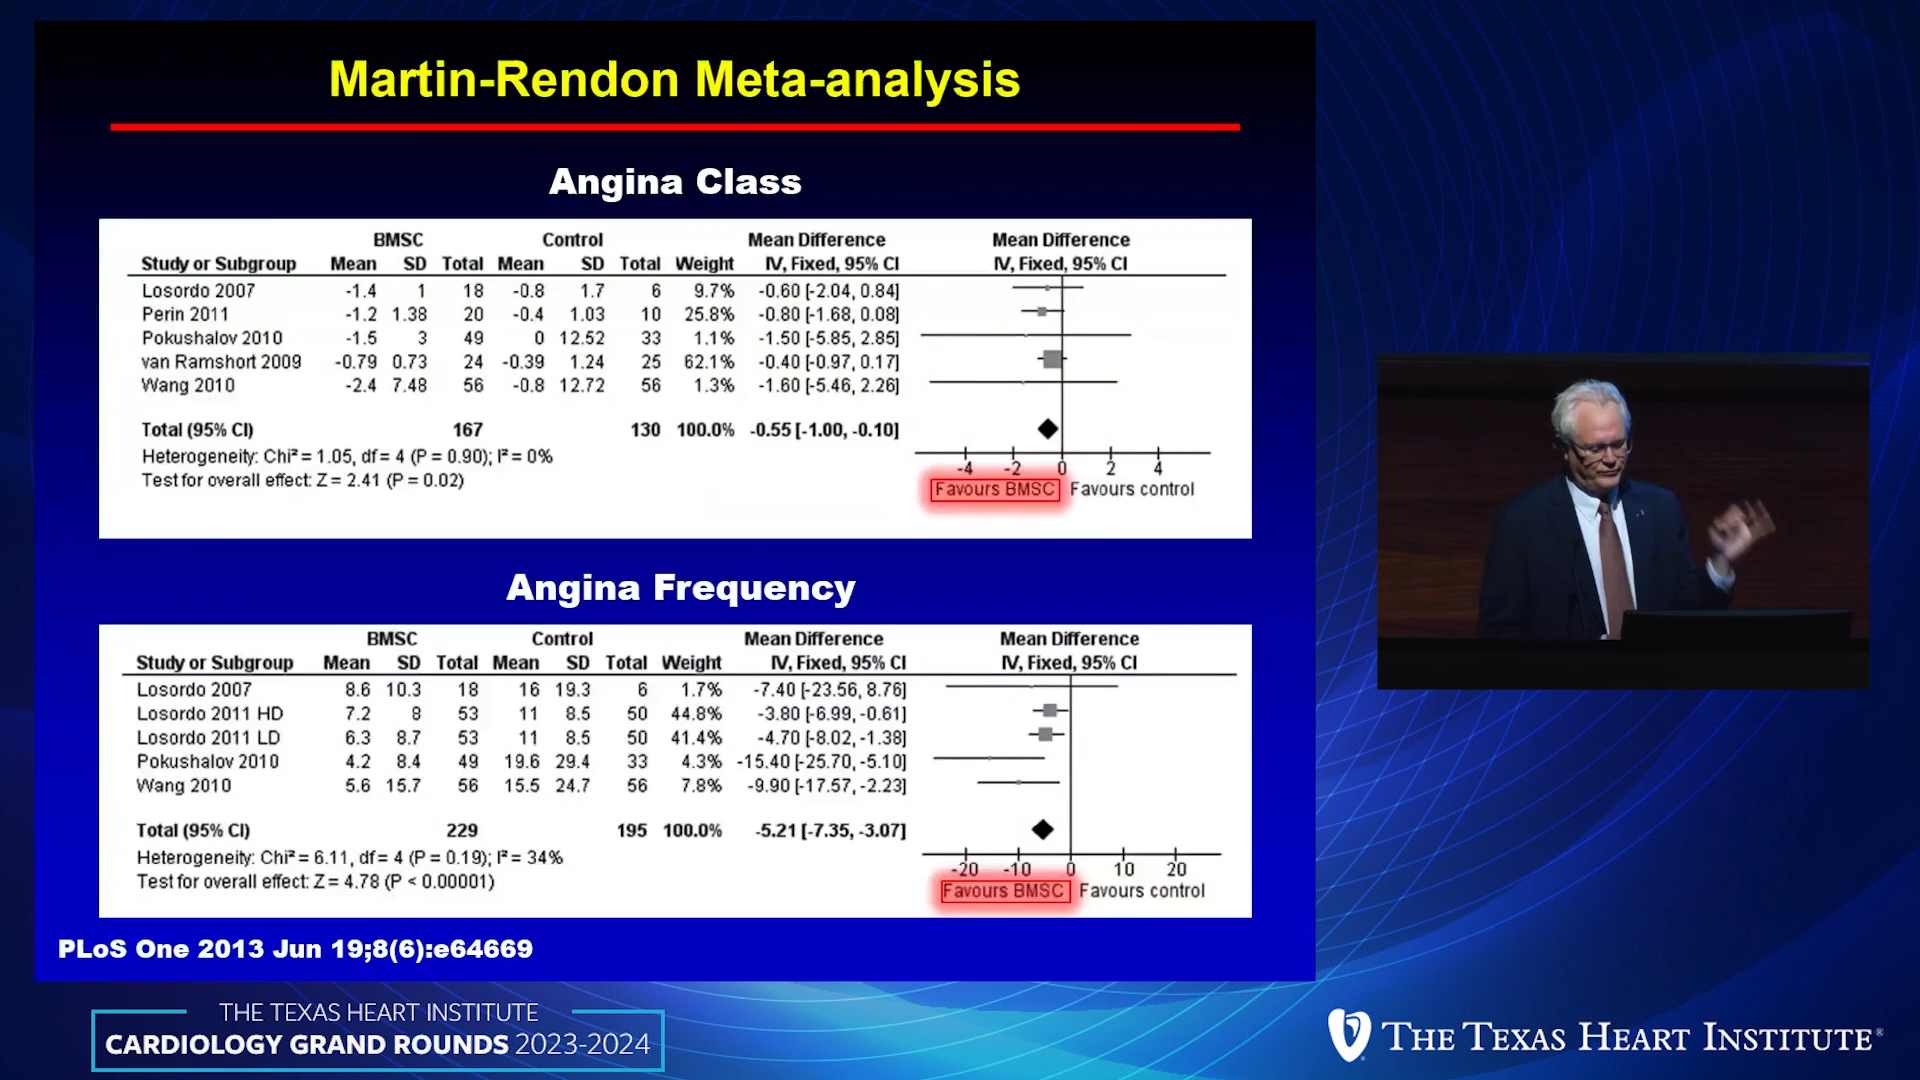 Martin-Rendon Meta-analysis
Angina Class
BMSC Control Mean Difference Mean Difference
Study or Subgroup Mean SD Total Mean SD Total Weight IV, Fixed, 95% CI IV, Fixed, 95% CI
Losordo 2007 -1.4 1 18 -0.8 1.7 6 9.7% -0.60 [-2.04, 0.84]
Perin 2011 -1.2 1.38 20 -0.4 1.03 10 25.8% -0.80 [-1.68, 0.08]
Pokushalov 2010 -1.5 3 49 0 12.52 33 1.1% -1.50 [-5.85, 2.85]
van Ramshort 2009 -0.79 0.73 24 -0.39 1.24 25 62.1% -0.40 [-0.97, 0.17]
Wang 2010 -2.4 7.48 56 -0.8 12.72 56 1.3% -1.60 [-5.46, 2.26]
Total (95% CI) 167 130 100.0% -0.55 [-1.00, -0.10]
Heterogeneity: Chi² = 1.05, df = 4 (P = 0.90); I² = 0%
Test for overall effect: Z = 2.41 (P = 0.02)
-4 -2 0 2 4
Favours BMSC Favours control
Angina Frequency
BMSC Control Mean Difference Mean Difference
Study or Subgroup Mean SD Total Mean SD Total Weight IV, Fixed, 95% CI IV, Fixed, 95% CI
Losordo 2007 8.6 10.3 18 16 19.3 6 1.7% -7.40 [-23.56, 8.76]
Losordo 2011 HD 7.2 8 53 11 8.5 50 44.8% -3.80 [-6.99, -0.61]
Losordo 2011 LD 6.3 8.7 53 11 8.5 50 41.4% -4.70 [-8.02, -1.38]
Pokushalov 2010 4.2 8.4 49 19.6 29.4 33 4.3% -15.40 [-25.70, -5.10]
Wang 2010 5.6 15.7 56 15.5 24.7 56 7.8% -9.90 [-17.57, -2.23]
Total (95% CI) 229 195 100.0% -5.21 [-7.35, -3.07]
Heterogeneity: Chi² = 6.11, df = 4 (P = 0.19); I² = 34%
Test for overall effect: Z = 4.78 (P < 0.00001)
-20 -10 0 10 20
Favours BMSC Favours control
PLoS One 2013 Jun 19;8(6):e64669
THE TEXAS HEART INSTITUTE
CARDIOLOGY GRAND ROUNDS 2023-2024
THE TEXAS HEART INSTITUTE®